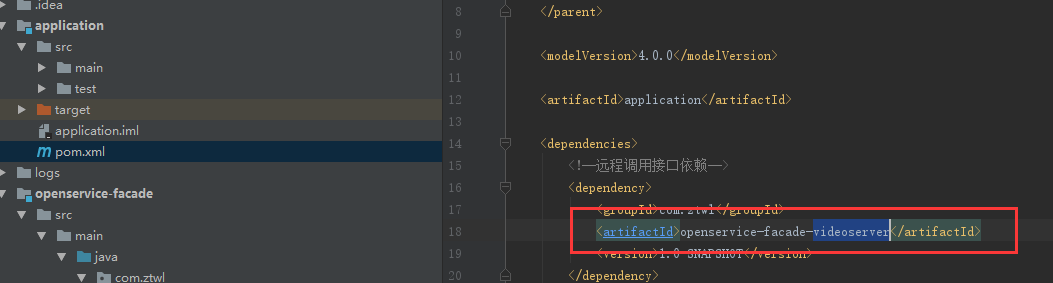 .idea
application
src
main
test
target
application.iml
pom.xml
logs
openservice-facade
src
main
java
com.ztwl
8 </parent>
9
10 <modelVersion>4.0.0</modelVersion>
11
12 <artifactId>application</artifactId>
13
14 <dependencies>
15 <!--远程调用接口依赖-->
16 <dependency>
17 <groupId>com.ztwl</groupId>
18 <artifactId>openservice-facade-videoserver</artifactId>
19 <version>1.0-SNAPSHOT</version>
20 </dependency>